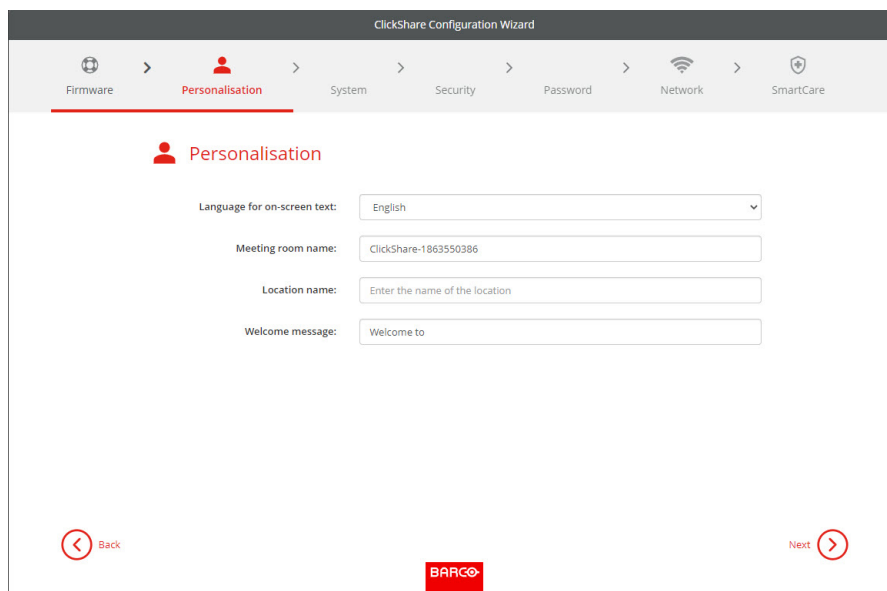 ClickShare Configuration Wizard
Firmware
Personalisation
System
Security
Password
Network
SmartCare
Personalisation
Language for on-screen text: English
Meeting room name: ClickShare-1863550386
Location name: Enter the name of the location
Welcome message: Welcome to
Back
Next
BARCO